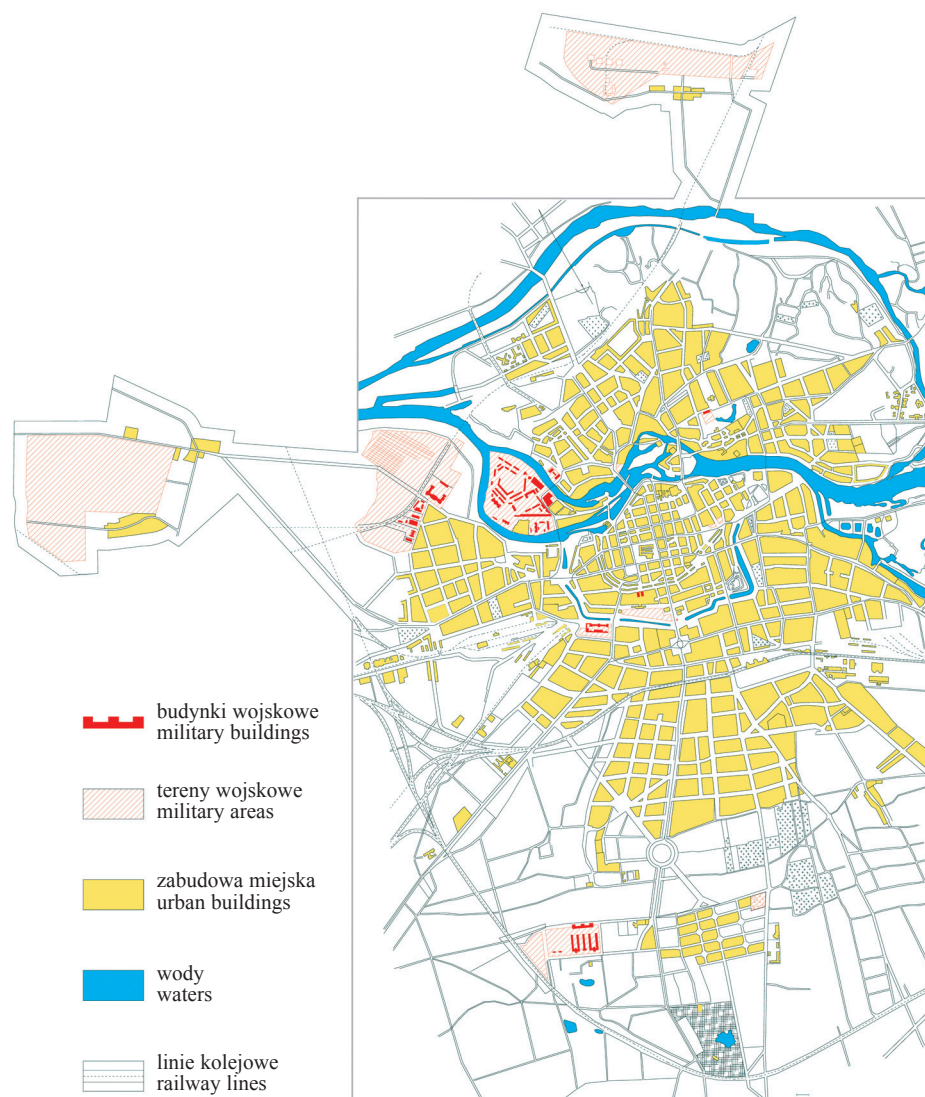 budynki wojskowe
military buildings
tereny wojskowe
military areas
zabudowa miejska
urban buildings
wody
waters
linie kolejowe
railway lines